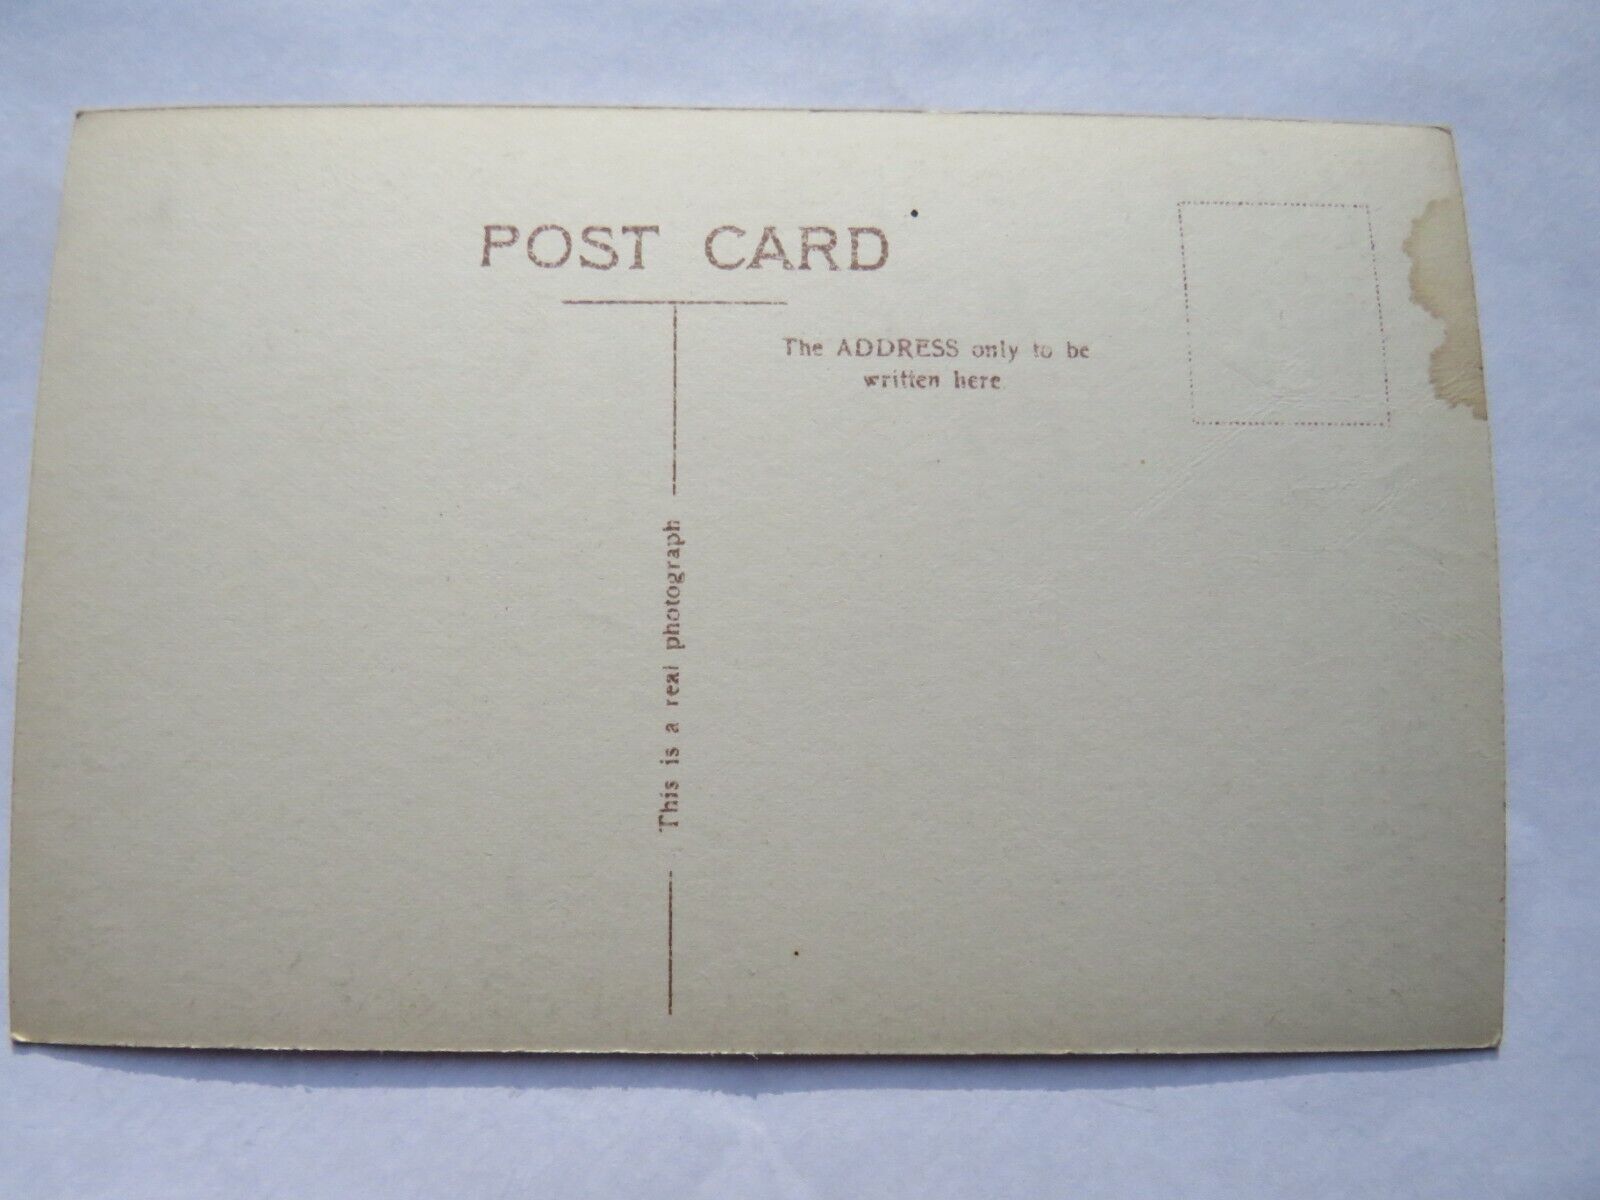 POST CARD
The ADDRESS only to be
written here
This is a real photograph